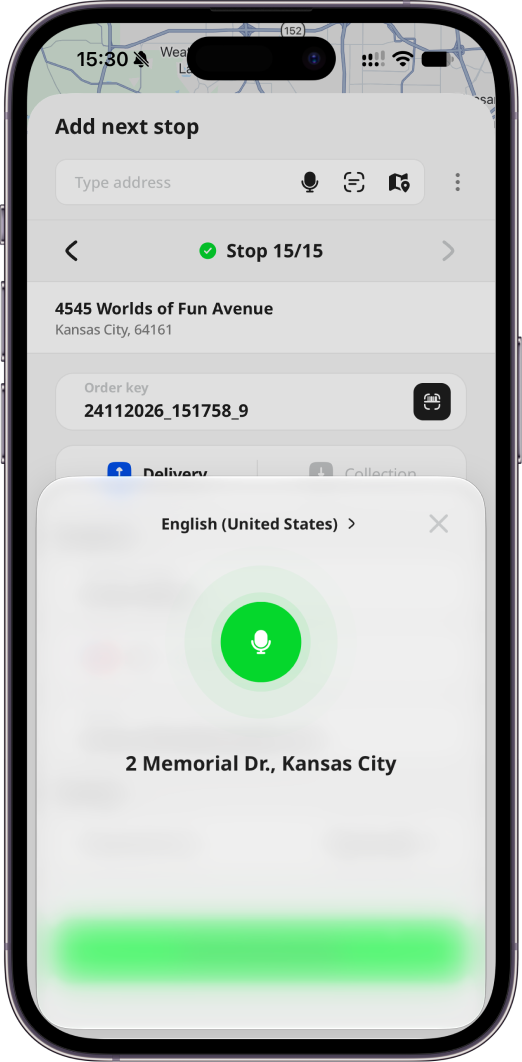 152
15:30
Add next stop
Type address
Stop 15/15
4545 Worlds of Fun Avenue
Kansas City, 64161
Order key
24112026_151758_9
Delivery
Collection
English (United States)
2 Memorial Dr., Kansas City